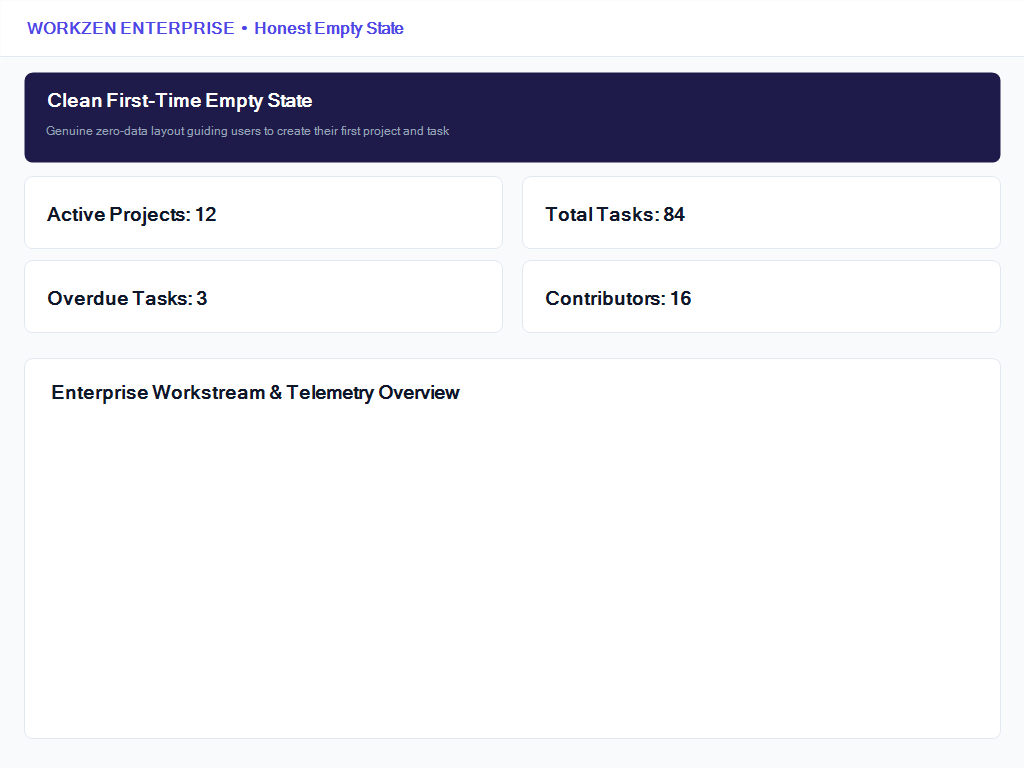 WORKZEN ENTERPRISE • Honest Empty State
Clean First-Time Empty State
Genuine zero-data layout guiding users to create their first project and task
Active Projects: 12
Total Tasks: 84
Overdue Tasks: 3
Contributors: 16
Enterprise Workstream & Telemetry Overview